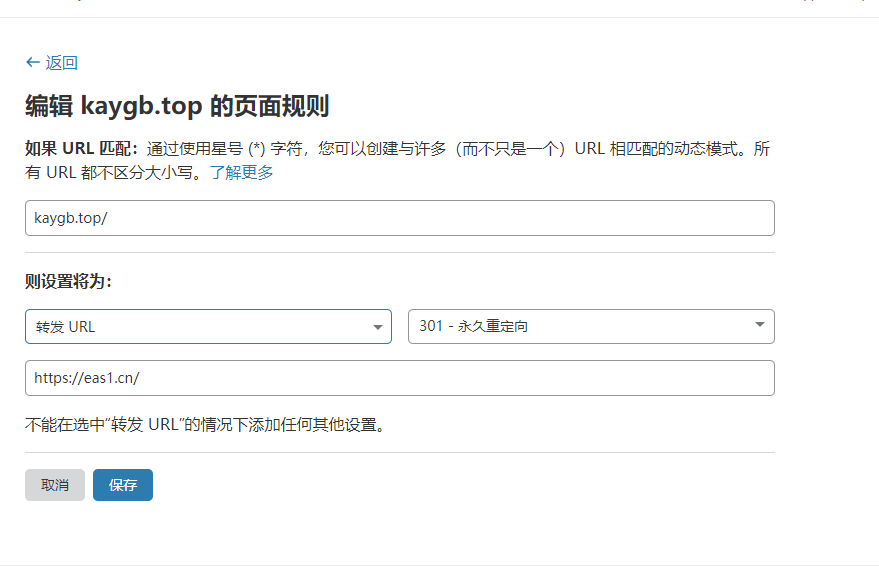 ← 返回
编辑 kaygb.top 的页面规则
如果 URL 匹配：通过使用星号 (*) 字符，您可以创建与许多（而不只是一个）URL 相匹配的动态模式。所
有 URL 都不区分大小写。了解更多
kaygb.top/
则设置将为：
转发 URL
301 - 永久重定向
https://eas1.cn/
不能在选中“转发 URL”的情况下添加任何其他设置。
取消
保存